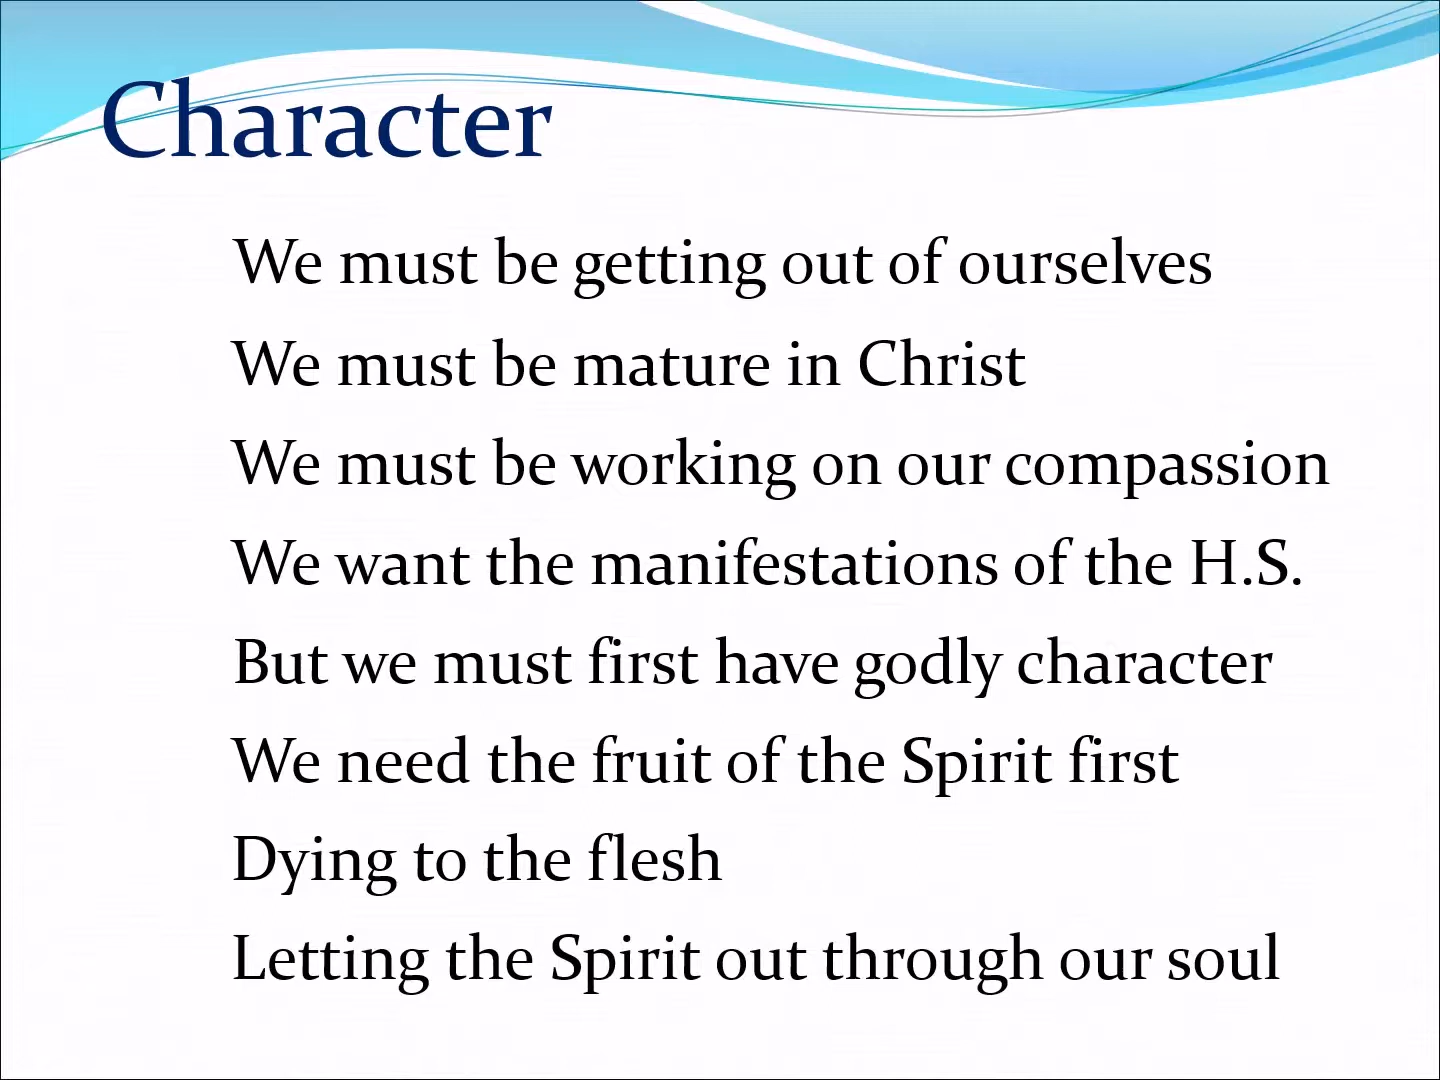 Character
We must be getting out of ourselves
We must be mature in Christ
We must be working on our compassion
We want the manifestations of the H.S.
But we must first have godly character
We need the fruit of the Spirit first
Dying to the flesh
Letting the Spirit out through our soul